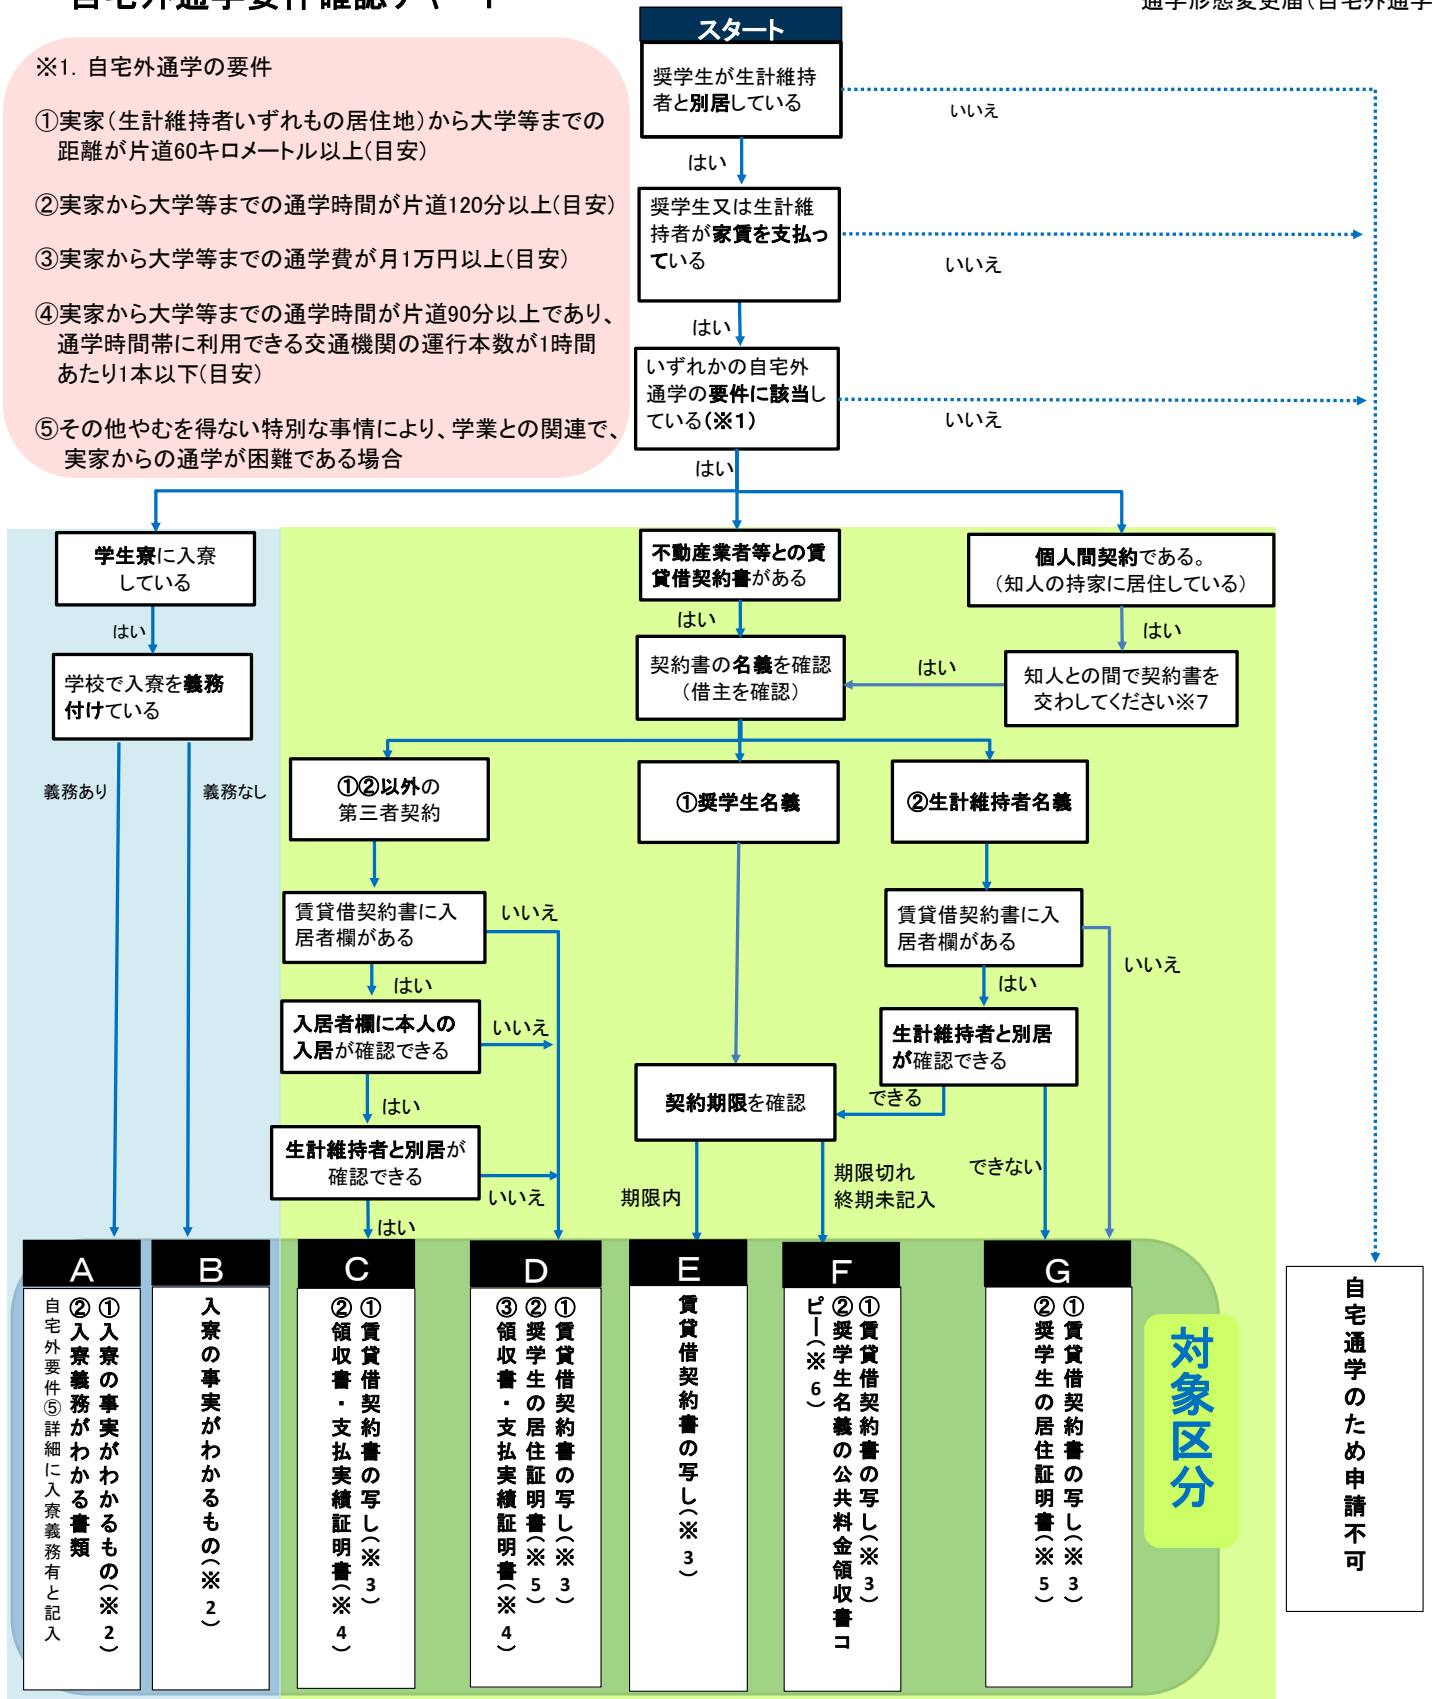 自宅外通学要件確認チャート
通学形態変更届（自宅外通学
※1. 自宅外通学の要件
①実家（生計維持者いずれもの居住地）から大学等までの
距離が片道60キロメートル以上(目安)
②実家から大学等までの通学時間が片道120分以上(目安)
③実家から大学等までの通学費が月1万円以上(目安)
④実家から大学等までの通学時間が片道90分以上であり、
通学時間帯に利用できる交通機関の運行本数が1時間
あたり1本以下(目安)
⑤その他やむを得ない特別な事情により、学業との関連で、
実家からの通学が困難である場合
スタート
奨学生が生計維持
者と別居している
いいえ
はい
奨学生又は生計維
持者が家賃を支払っ
ている
いいえ
はい
いずれかの自宅外
通学の要件に該当し
ている(※1)
いいえ
はい
学生寮に入寮
している
はい
学校で入寮を義務
付けている
義務あり
義務なし
不動産業者等との賃
貸借契約書がある
はい
契約書の名義を確認
（借主を確認）
個人間契約である。
（知人の持家に居住している）
はい
知人との間で契約書を
交わしてください※7
はい
①②以外の
第三者契約
①奨学生名義
②生計維持者名義
賃貸借契約書に入
居者欄がある
いいえ
はい
入居者欄に本人の
入居が確認できる
いいえ
はい
生計維持者と別居が
確認できる
いいえ
はい
賃貸借契約書に入
居者欄がある
いいえ
はい
生計維持者と別居
が確認できる
できる
できない
契約期限を確認
期限内
期限切れ
終期未記入
A
①入寮の事実がわかるもの(※2)
②入寮義務がわかる書類
自宅外要件⑤詳細に入寮義務有と記入
B
入寮の事実がわかるもの(※2)
C
①賃貸借契約書の写し(※3)
②領収書・支払実績証明書(※4)
D
①賃貸借契約書の写し(※3)
②奨学生の居住証明書(※5)
③領収書・支払実績証明書(※4)
E
賃貸借契約書の写し(※3)
F
①賃貸借契約書の写し(※3)
②奨学生名義の公共料金領収書コ
ピー(※6)
G
①賃貸借契約書の写し(※3)
②奨学生の居住証明書(※5)
対象区分
自宅通学のため申請不可